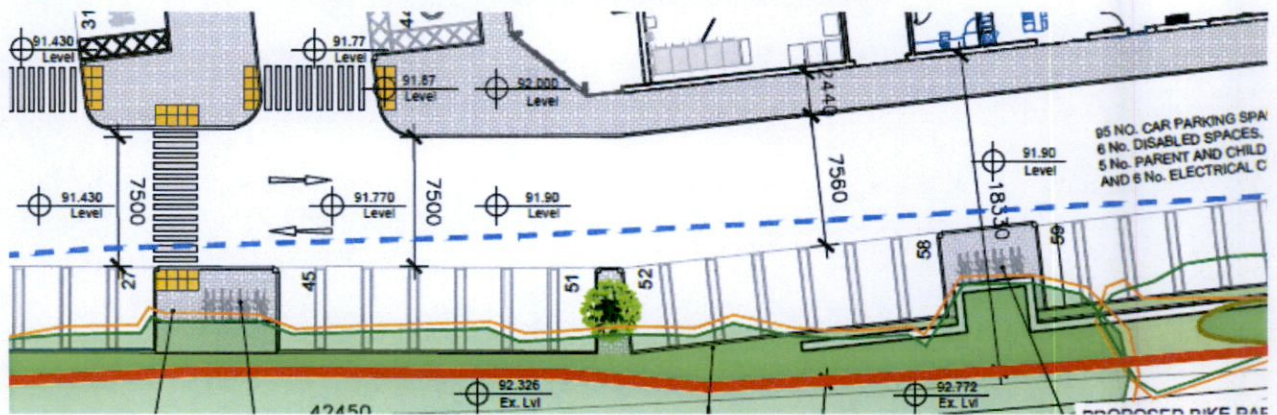 31
91.430
Level
91.77
Level
91.87
Level
92.000
Level
2440
95 NO. CAR PARKING SPA
6 No. DISABLED SPACES,
5 No. PARENT AND CHILD
AND 6 No. ELECTRICAL C
91.90
Level
7500
91.430
Level
91.770
Level
7500
91.90
Level
7560
18330
27
45
51
52
58
59
92.326
Ex. Lvl
92.772
Ex. Lvl
42450
PROPOSED BIKE